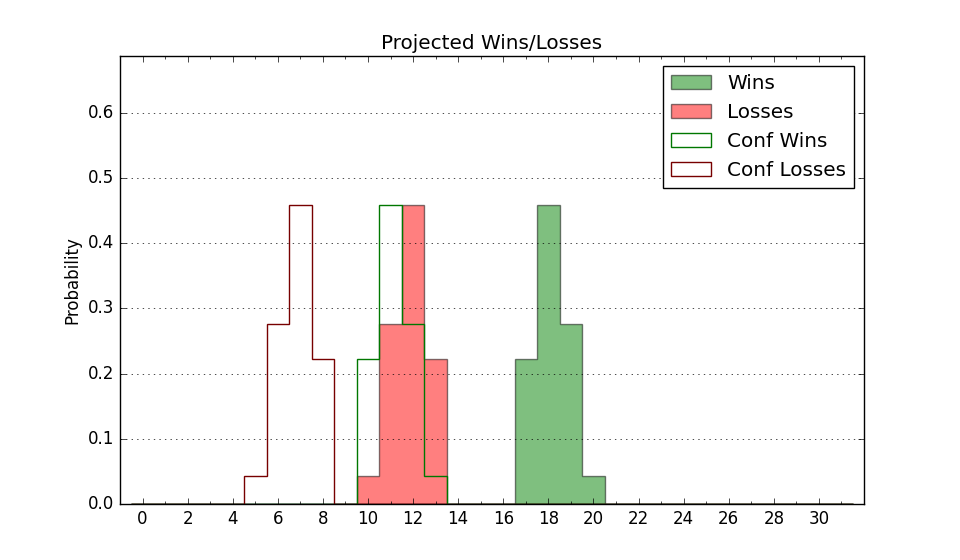 Projected Wins/Losses
Wins
Losses
Conf Wins
Conf Losses
Probability
0.6
0.5
0.4
0.3
0.2
0.1
0.0
0 2 4 6 8 10 12 14 16 18 20 22 24 26 28 30